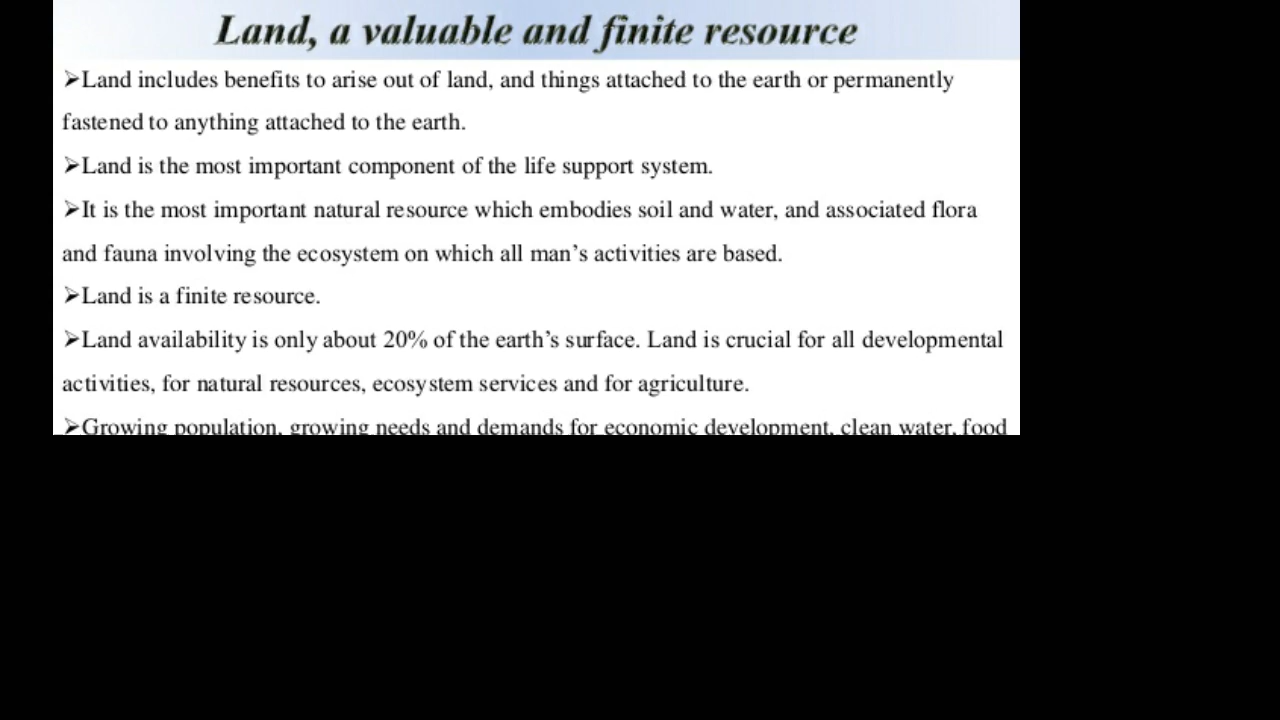 Land, a valuable and finite resource
➢Land includes benefits to arise out of land, and things attached to the earth or permanently
fastened to anything attached to the earth.
➢Land is the most important component of the life support system.
➢It is the most important natural resource which embodies soil and water, and associated flora
and fauna involving the ecosystem on which all man’s activities are based.
➢Land is a finite resource.
➢Land availability is only about 20% of the earth’s surface. Land is crucial for all developmental
activities, for natural resources, ecosystem services and for agriculture.
➢Growing population, growing needs and demands for economic development, clean water, food